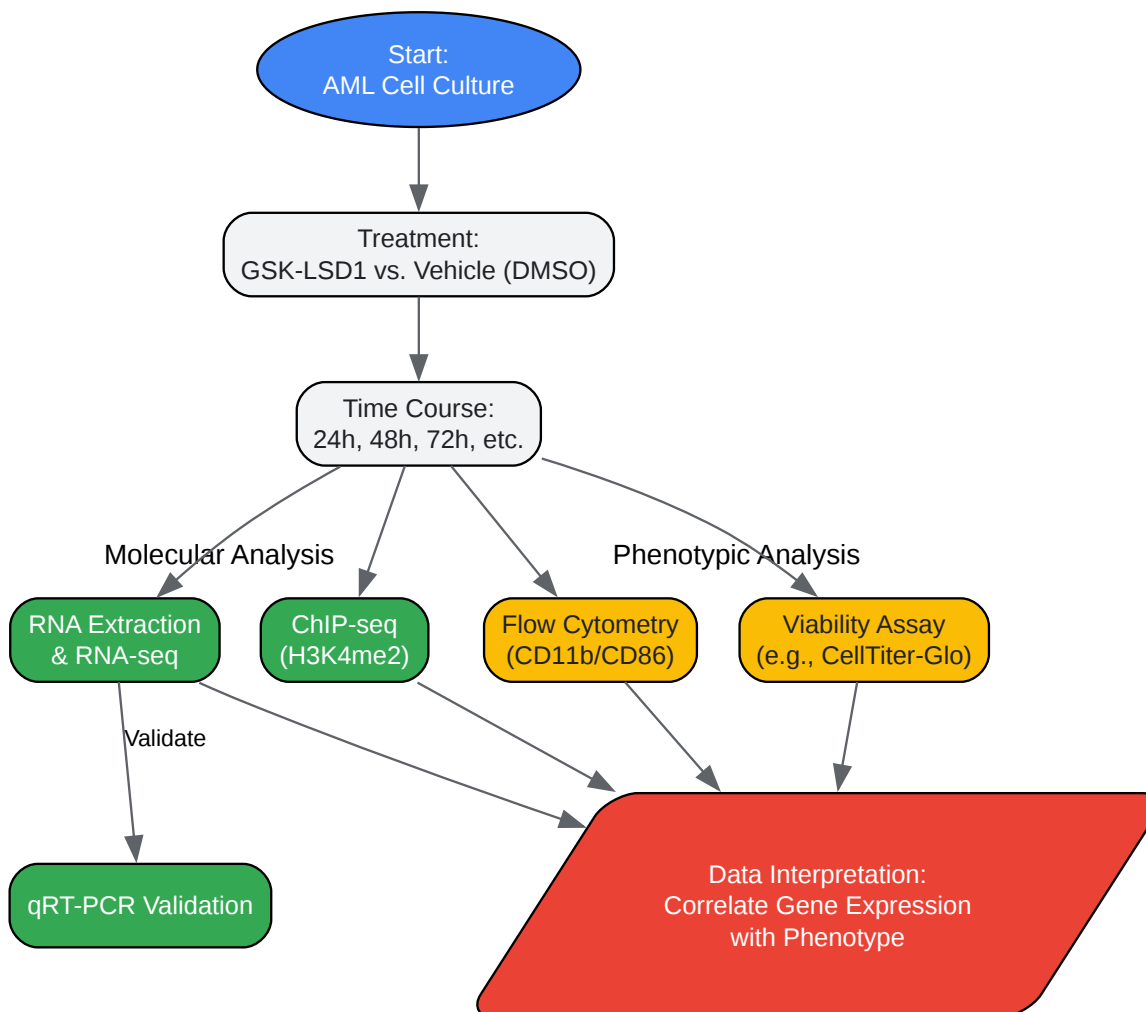 Start:
AML Cell Culture
Treatment:
GSK-LSD1 vs. Vehicle (DMSO)
Time Course:
24h, 48h, 72h, etc.
Molecular Analysis
Phenotypic Analysis
RNA Extraction
& RNA-seq
ChIP-seq
(H3K4me2)
Flow Cytometry
(CD11b/CD86)
Viability Assay
(e.g., CellTiter-Glo)
Validate
qRT-PCR Validation
Data Interpretation:
Correlate Gene Expression
with Phenotype